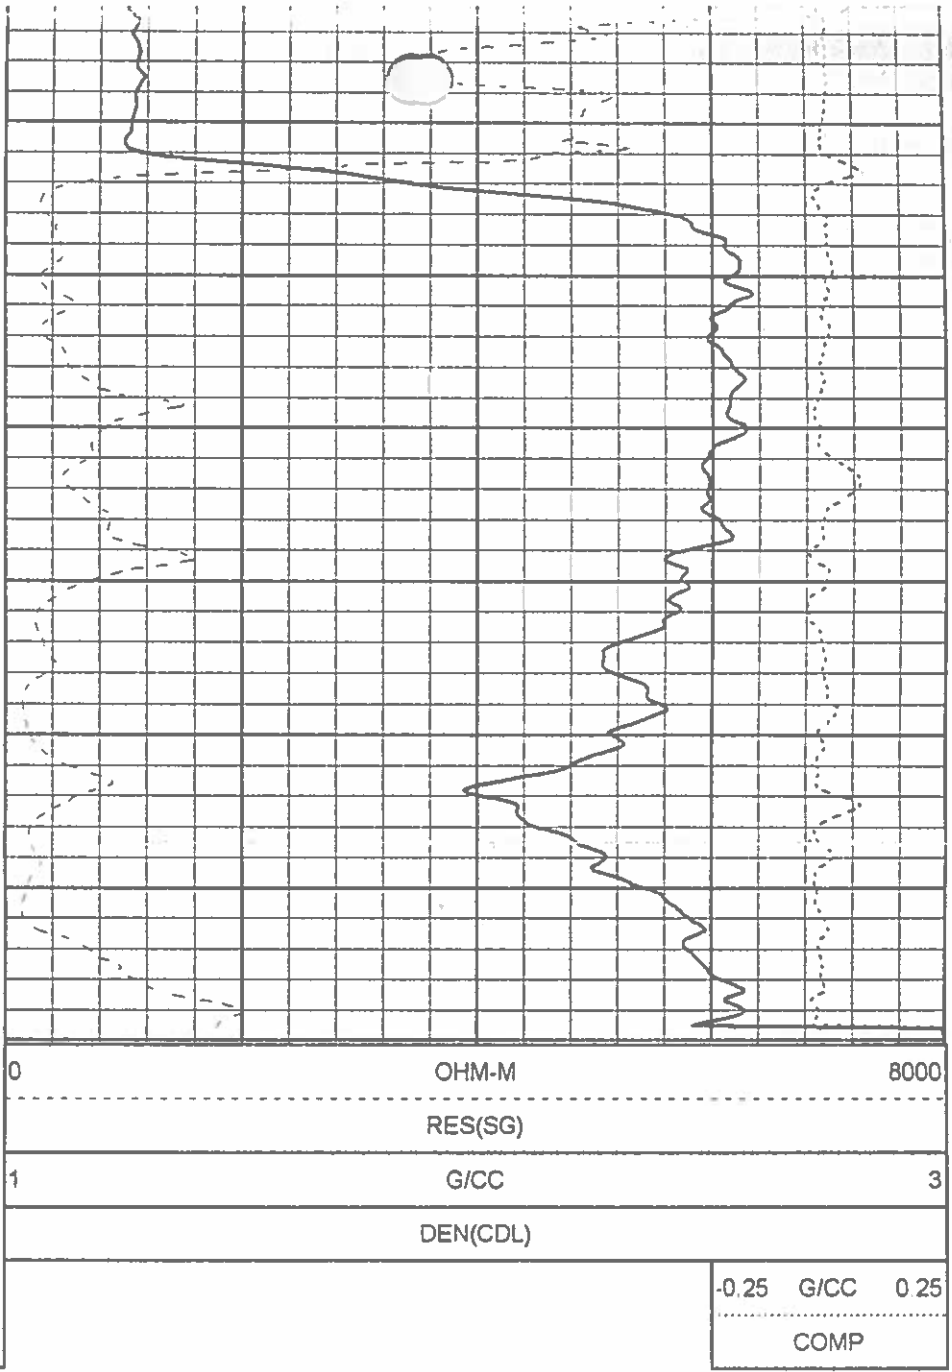 0 OHM-M 8000
RES(SG)
1 G/CC 3
DEN(CDL)
-0.25 G/CC 0.25
COMP